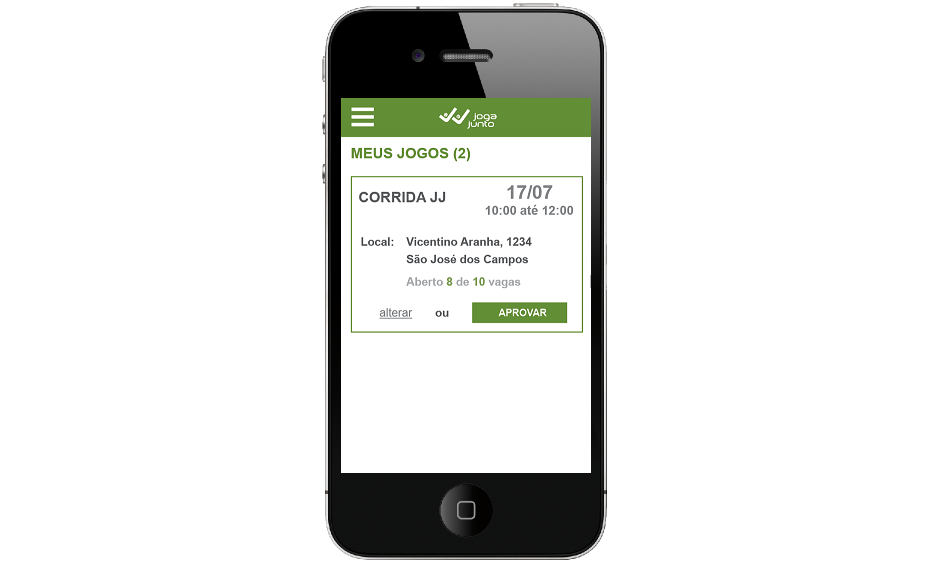 joga
junto
MEUS JOGOS (2)
CORRIDA JJ
17/07
10:00 até 12:00
Local: Vicentino Aranha, 1234
São José dos Campos
Aberto 8 de 10 vagas
alterar ou APROVAR